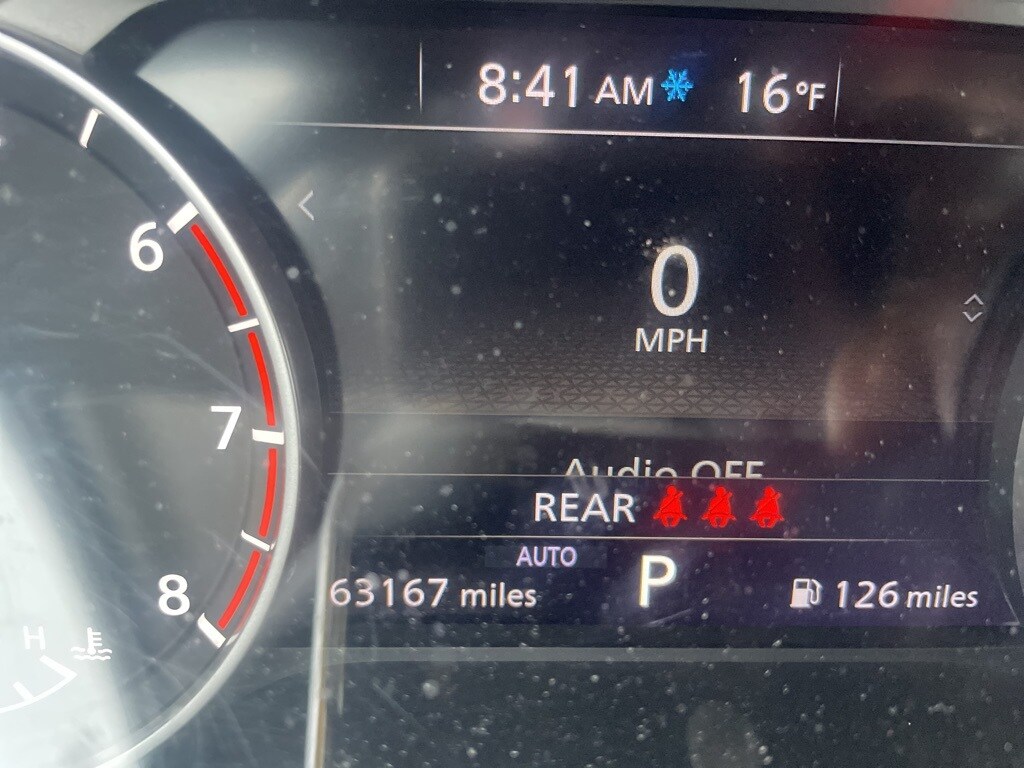 8:41 AM 16°F
6
0
MPH
7
Audio OFF
REAR
AUTO
8
63167 miles P 126 miles
H